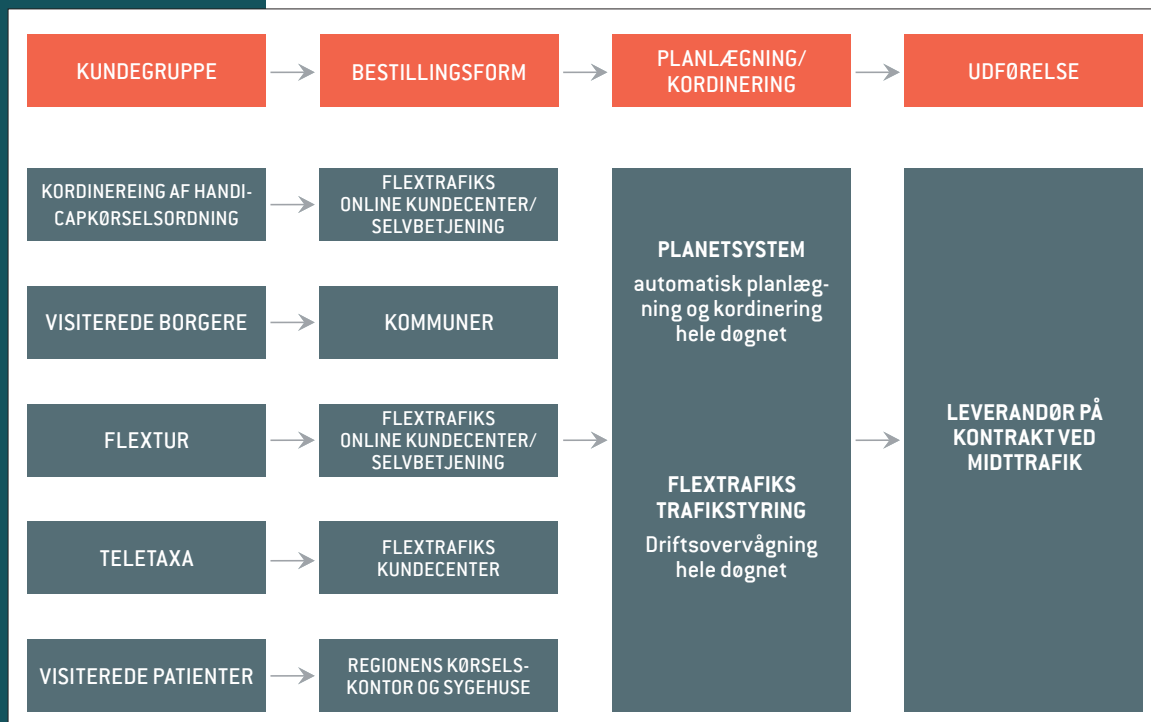 KUNDEGRUPPE
BESTILLINGSFORM
PLANLÆGNING/
KORDINERING
UDFØRELSE
KORDINEREING AF HANDI-
CAPKØRSELSORDNING
FLEXTRAFIKS
ONLINE KUNDECENTER/
SELVBETJENING
VISITEREDE BORGERE
KOMMUNER
FLEXTUR
FLEXTRAFIKS
ONLINE KUNDECENTER/
SELVBETJENING
TELETAXA
FLEXTRAFIKS
KUNDECENTER
VISITEREDE PATIENTER
REGIONENS KØRSELS-
KONTOR OG SYGEHUSE
PLANETSYSTEM
automatisk planlæg-
ning og kordinering
hele døgnet
FLEXTRAFIKS
TRAFIKSTYRING
Driftsovervågning
hele døgnet
LEVERANDØR PÅ
KONTRAKT VED
MIDTTRAFIK